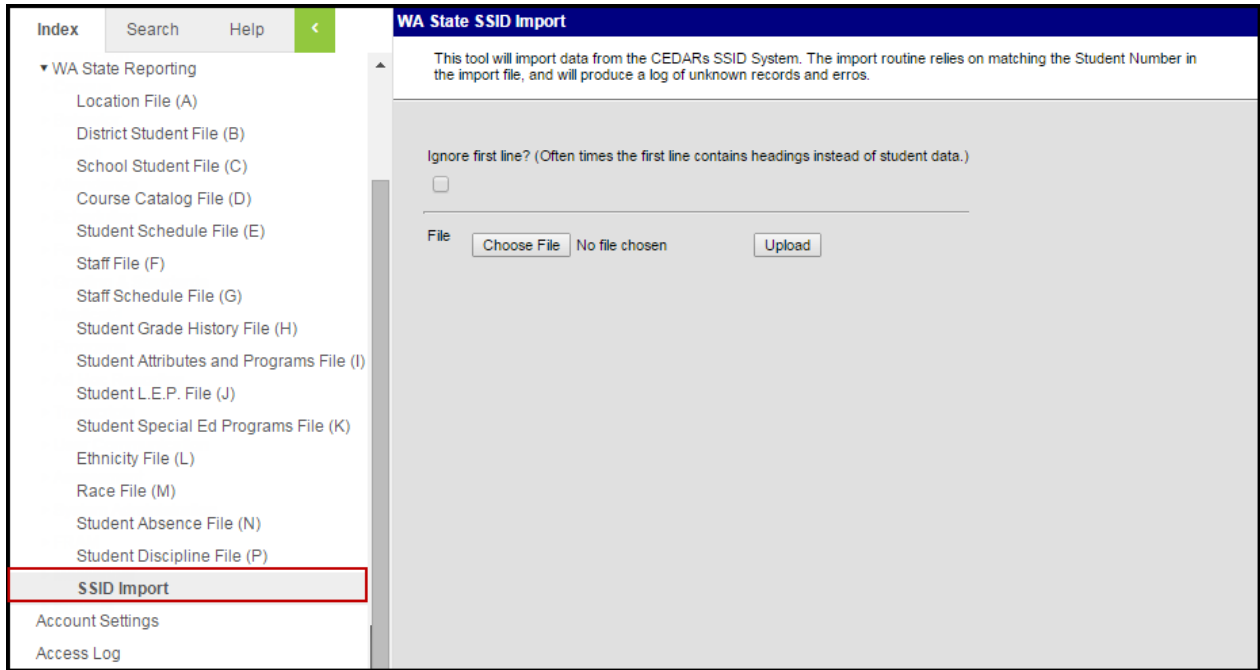 Index Search Help <
▼ WA State Reporting
Location File (A)
District Student File (B)
School Student File (C)
Course Catalog File (D)
Student Schedule File (E)
Staff File (F)
Staff Schedule File (G)
Student Grade History File (H)
Student Attributes and Programs File (I)
Student L.E.P. File (J)
Student Special Ed Programs File (K)
Ethnicity File (L)
Race File (M)
Student Absence File (N)
Student Discipline File (P)
SSID Import
Account Settings
Access Log
WA State SSID Import
This tool will import data from the CEDARs SSID System. The import routine relies on matching the Student Number in
the import file, and will produce a log of unknown records and erros.
Ignore first line? (Often times the first line contains headings instead of student data.)
File Choose File No file chosen Upload